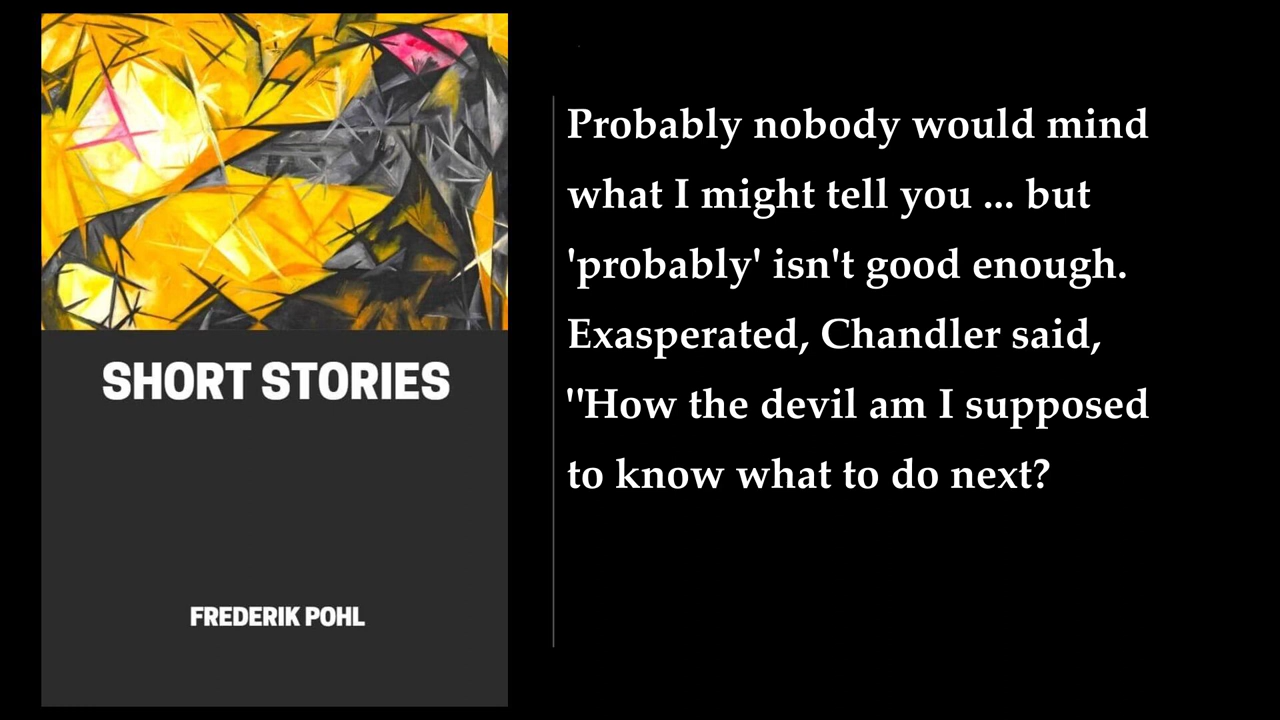 SHORT STORIES
FREDERIK POHL
Probably nobody would mind
what I might tell you ... but
'probably' isn't good enough.
Exasperated, Chandler said,
"How the devil am I supposed
to know what to do next?